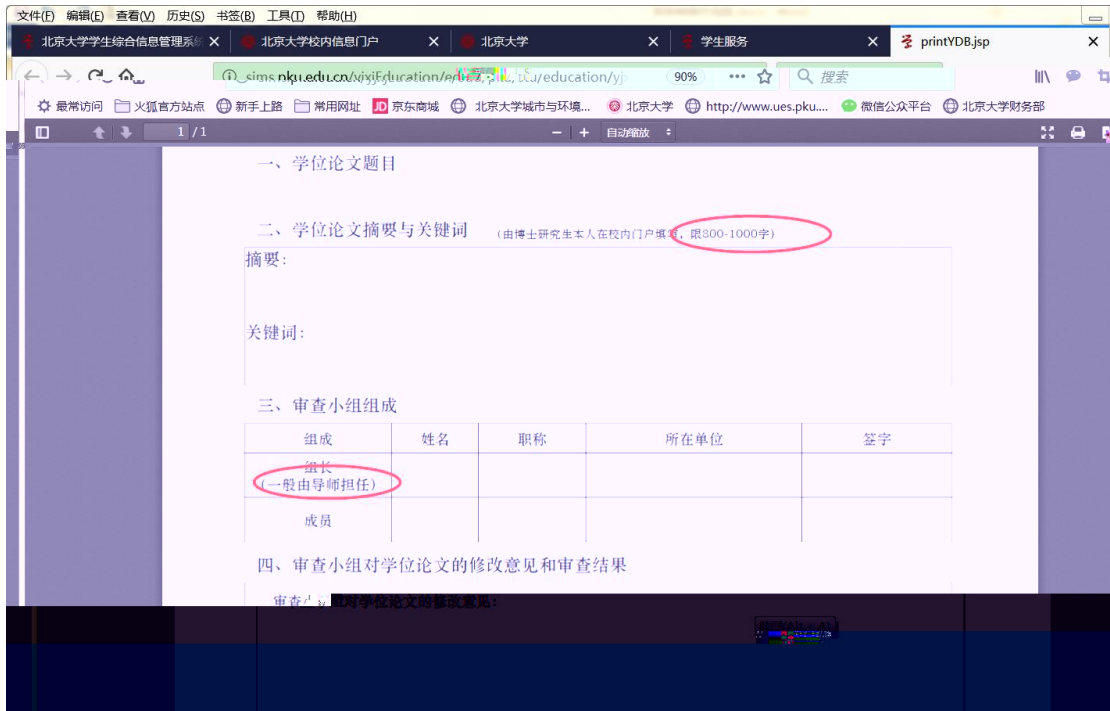 文件(F) 编辑(E) 查看(V) 历史(S) 书签(B) 工具(T) 帮助(H)
北京大学学生综合信息管理系统 北京大学校内信息门户 北京大学 学生服务 printYDB.jsp
90% 搜索
最常访问 火狐官方站点 新手上路 常用网址 JD 京东商城 北京大学城市与环境... 北京大学 http://www.ues.pku.... 微信公众平台 北京大学财务部
1 / 1 自动缩放
一、学位论文题目
二、学位论文摘要与关键词 (由博士研究生本人在校内门户填写，限800-1000字)
摘要:
关键词:
三、审查小组组成
组成 姓名 职称 所在单位 签字
组长
(一般由导师担任)
成员
四、审查小组对学位论文的修改意见和审查结果
审查小组对学位论文的修改意见: